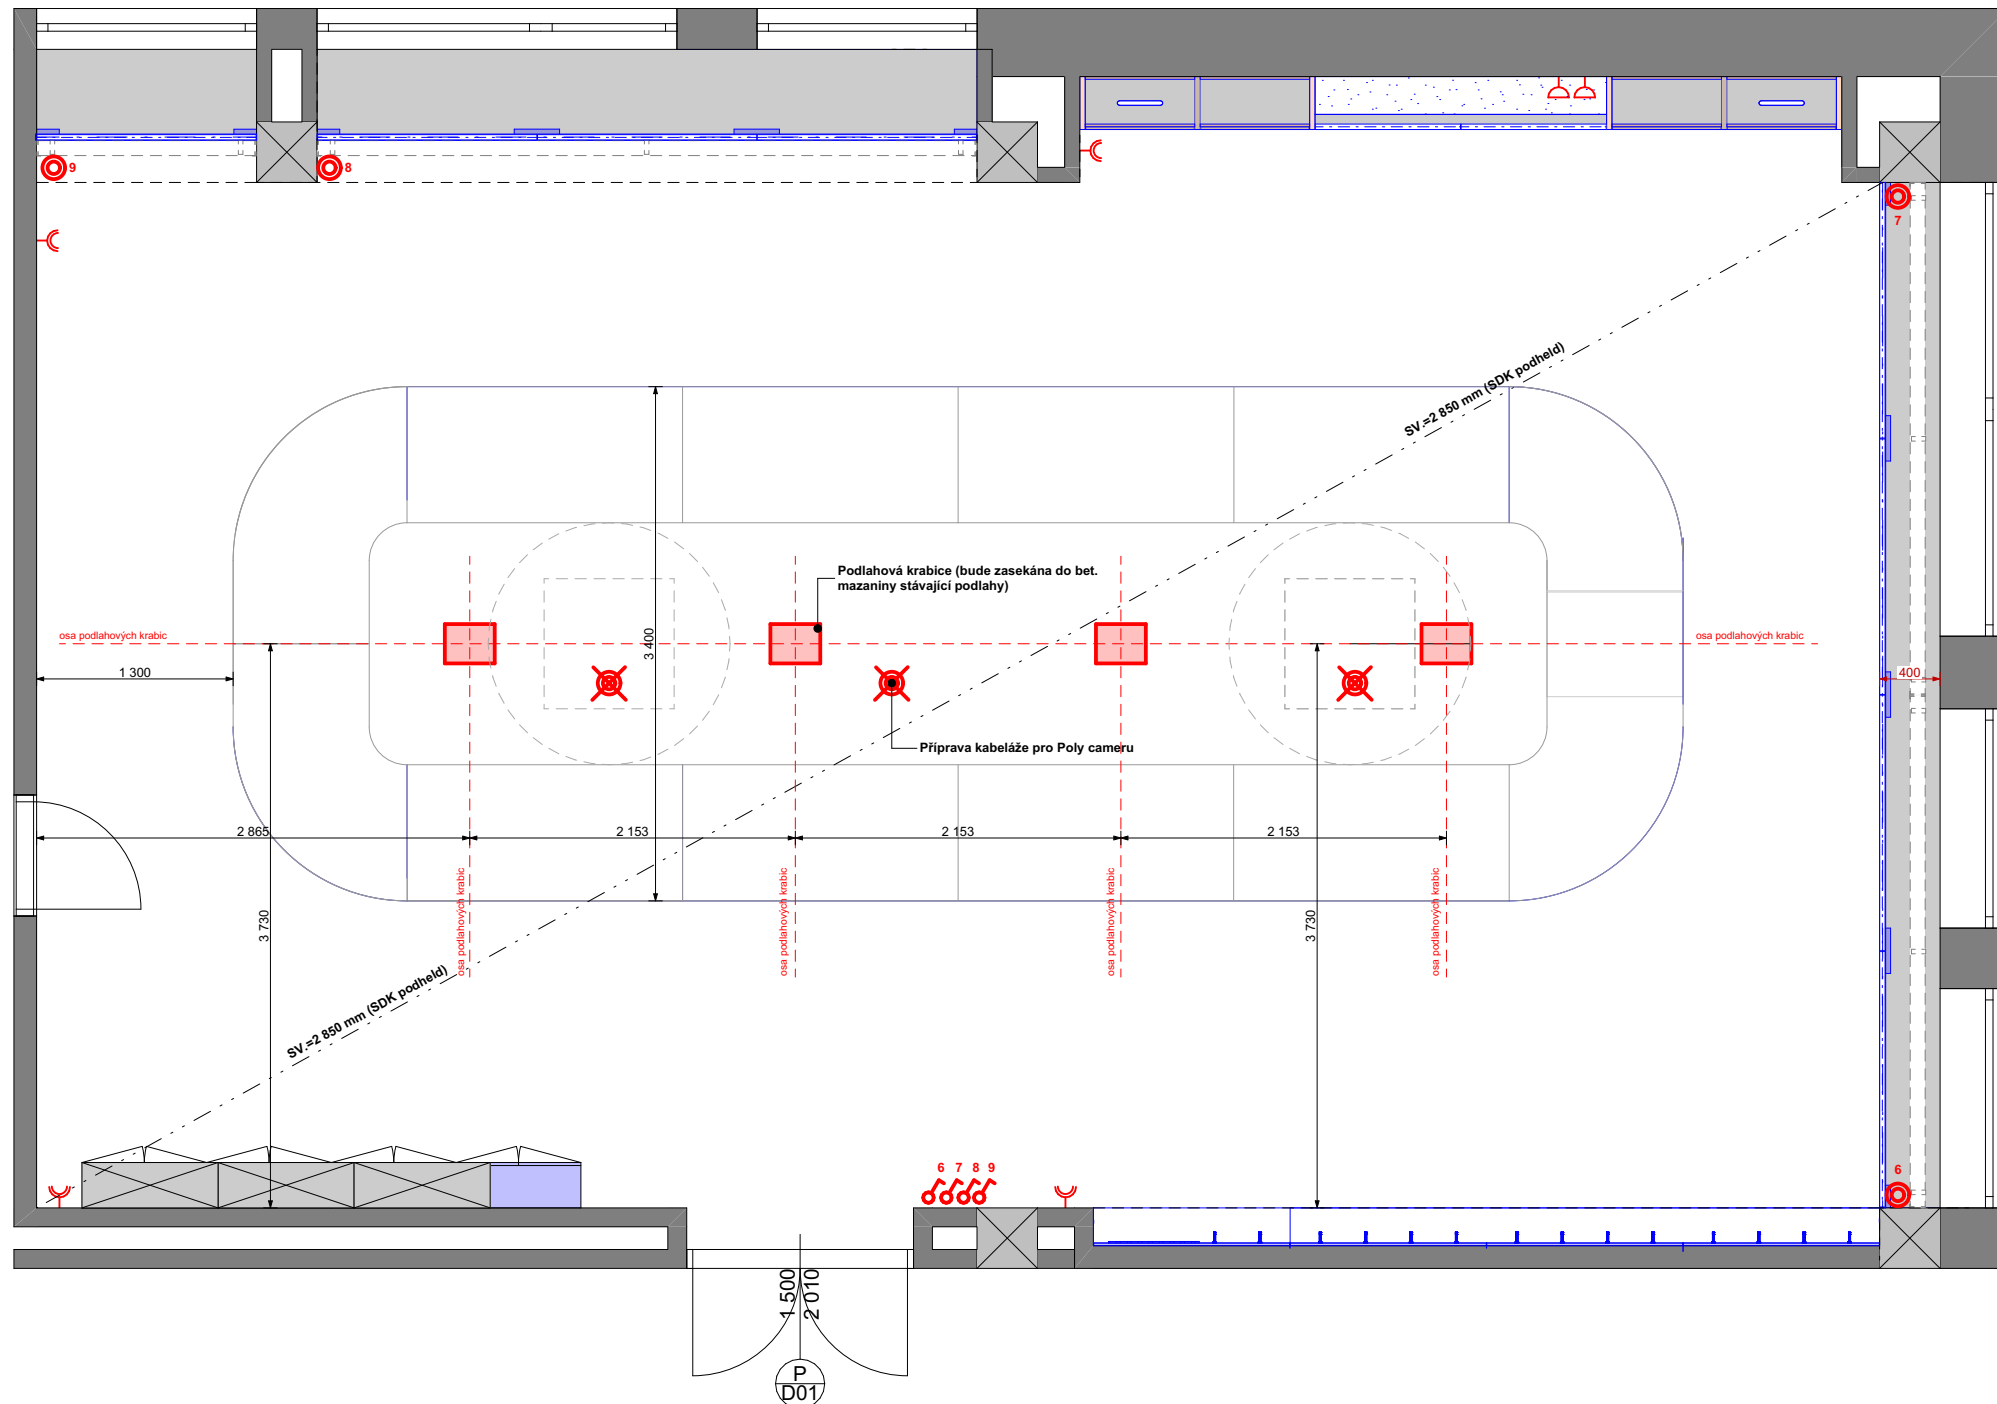 9
8
7
SV.=2 850 mm (SDK podheld)
Podlahová krabice (bude zasekána do bet.
mazaniny stávající podlahy)
osa podlahových krabic
osa podlahových krabic
3 400
1 300
400
Příprava kabeláže pro Poly cameru
2 865
2 153
2 153
2 153
osa podlahových krabic
osa podlahových krabic
osa podlahových krabic
osa podlahových krabic
3 730
3 730
SV.=2 850 mm (SDK podheld)
6 7 8 9
6
1 500
2 010
P
D01